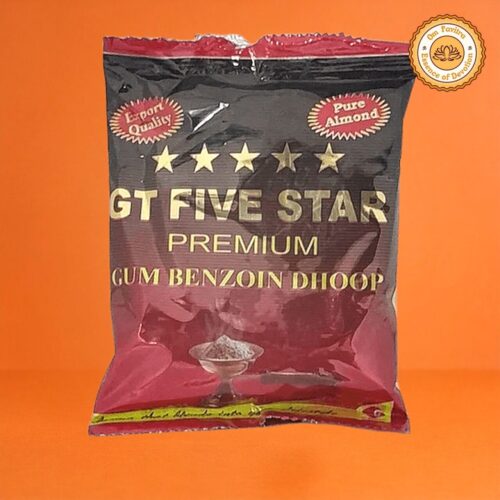 Om Pavitra
Essence of Devotion
Export
Quality
Pure
Almond
GT FIVE STAR
PREMIUM
GUM BENZOIN DHOOP